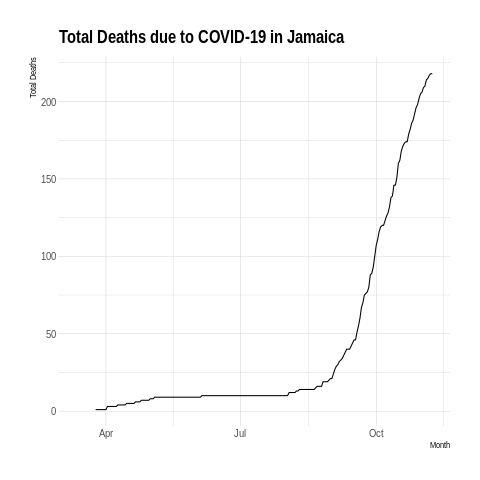 Total Deaths due to COVID-19 in Jamaica
Total Deaths
200
150
100
50
0
Apr
Jul
Oct
Month